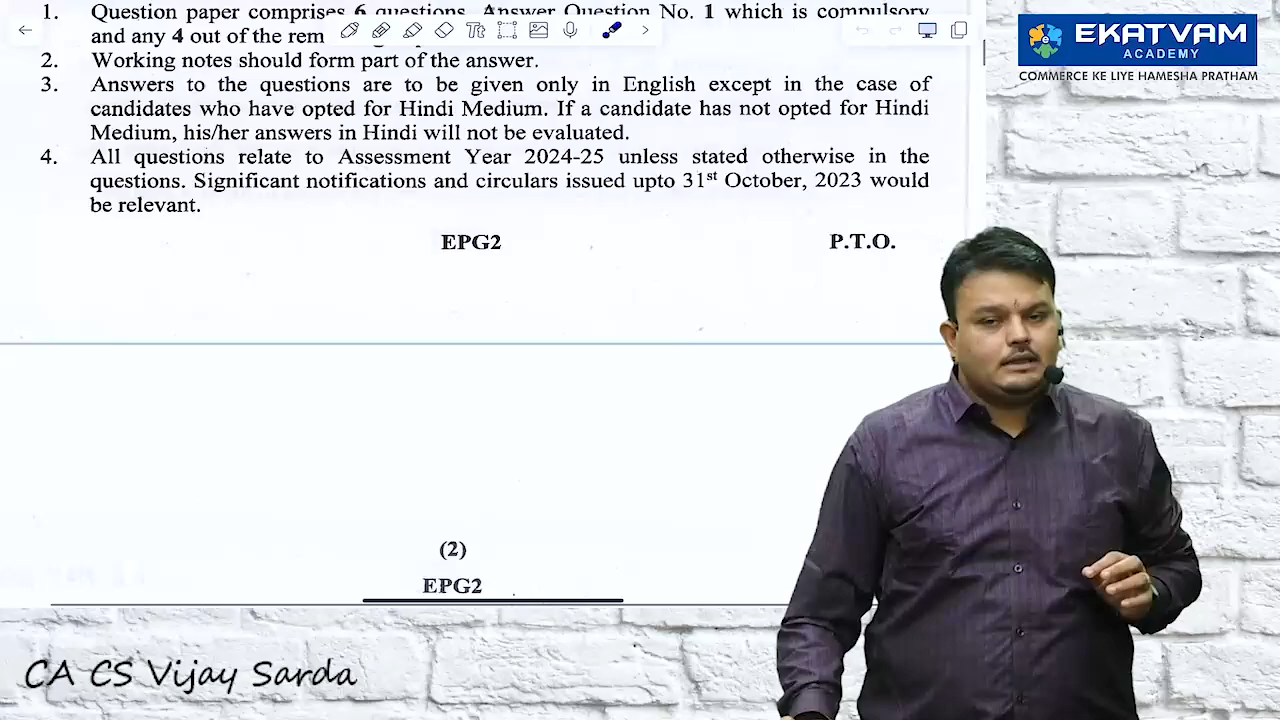 1. Question paper comprises 6 questions. Answer Question No. 1 which is compulsory
and any 4 out of the
2. Working notes should form part of the answer.
3. Answers to the questions are to be given only in English except in the case of
candidates who have opted for Hindi Medium. If a candidate has not opted for Hindi
Medium, his/her answers in Hindi will not be evaluated.
4. All questions relate to Assessment Year 2024-25 unless stated otherwise in the
questions. Significant notifications and circulars issued upto 31st October, 2023 would
be relevant.
EPG2 P.T.O.
(2)
EPG2
EKATVAM
ACADEMY
COMMERCE KE LIYE HAMESHA PRATHAM
CA CS Vijay Sarda
Tt